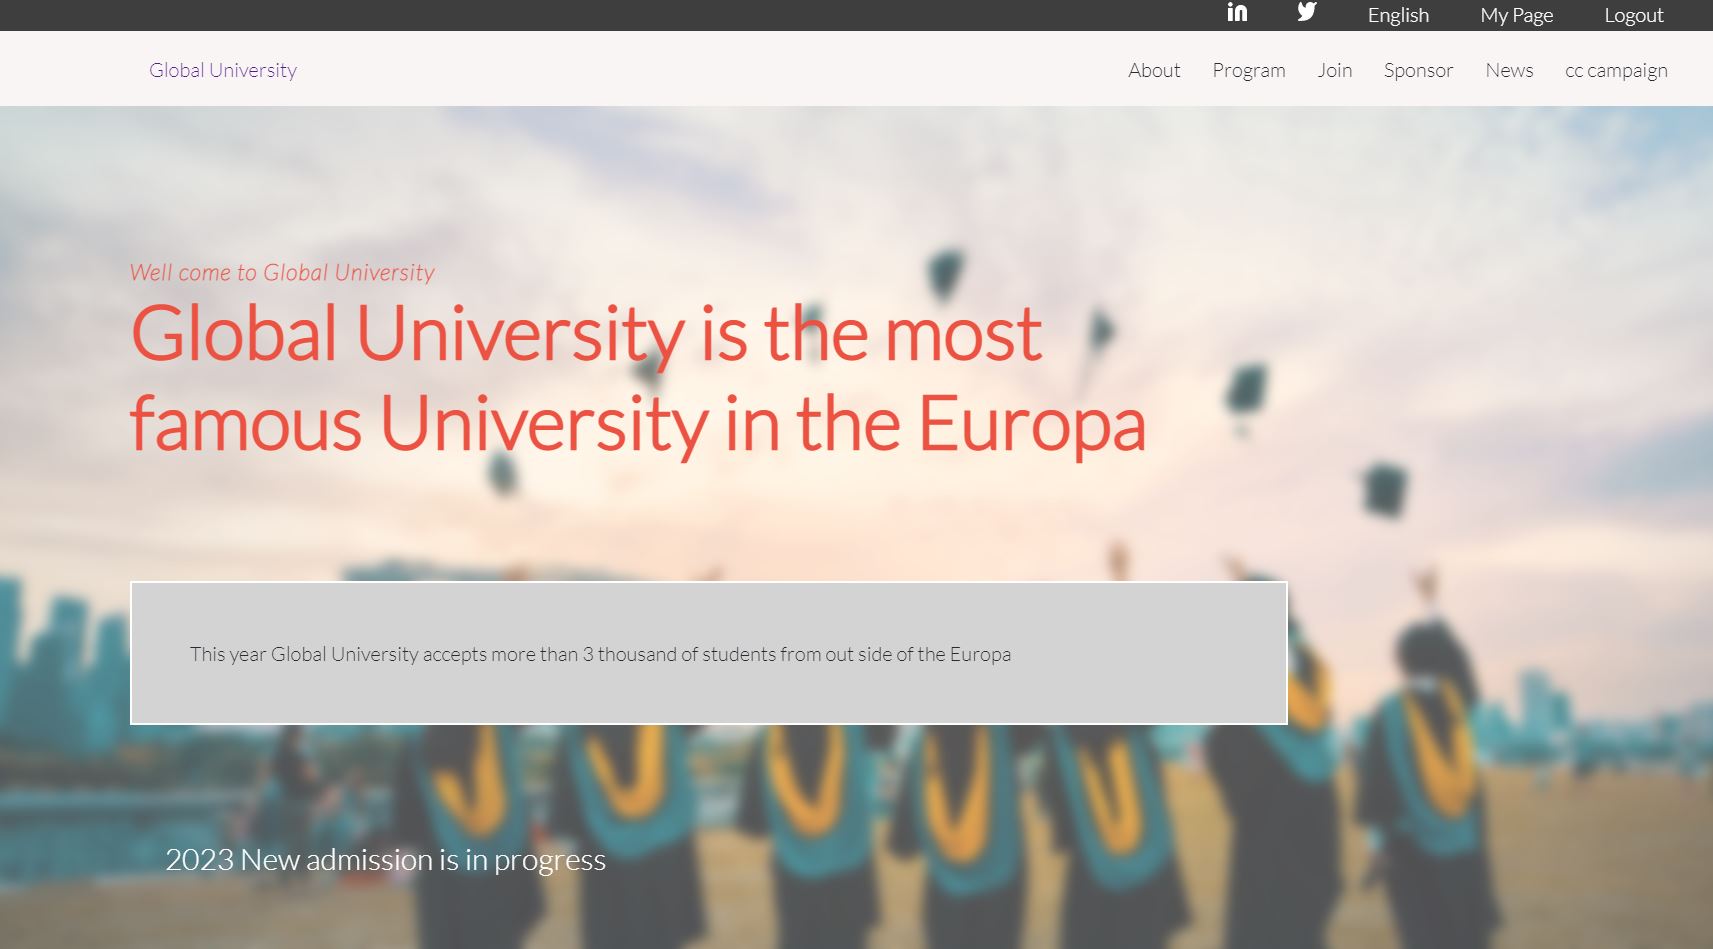 English My Page Logout
Global University
About Program Join Sponsor News cc campaign
Well come to Global University
Global University is the most
famous University in the Europa
This year Global University accepts more than 3 thousand of students from out side of the Europa
2023 New admission is in progress